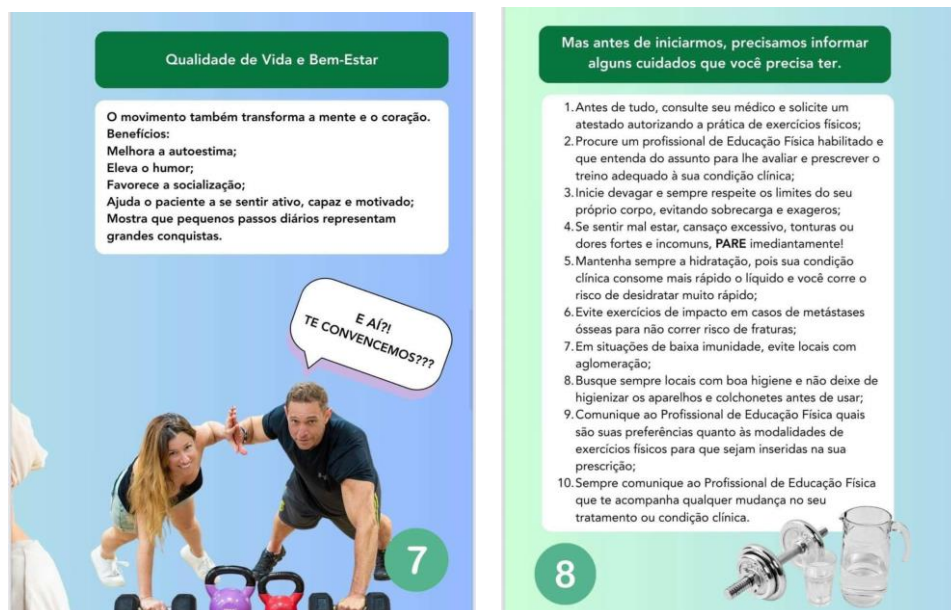 Qualidade de Vida e Bem-Estar
O movimento também transforma a mente e o coração.
Benefícios:
Melhora a autoestima;
Eleva o humor;
Favorece a socialização;
Ajuda o paciente a se sentir ativo, capaz e motivado;
Mostra que pequenos passos diários representam
grandes conquistas.
E AÍ?!
TE CONVENCEMOS???
7
Mas antes de iniciarmos, precisamos informar
alguns cuidados que você precisa ter.
1. Antes de tudo, consulte seu médico e solicite um
atestado autorizando a prática de exercícios físicos;
2. Procure um profissional de Educação Física habilitado e
que entenda do assunto para lhe avaliar e prescrever o
treino adequado à sua condição clínica;
3. Inicie devagar e sempre respeite os limites do seu
próprio corpo, evitando sobrecarga e exageros;
4. Se sentir mal estar, cansaço excessivo, tonturas ou
dores fortes e incomuns, PARE imediantamente!
5. Mantenha sempre a hidratação, pois sua condição
clínica consome mais rápido o líquido e você corre o
risco de desidratar muito rápido;
6. Evite exercícios de impacto em casos de metástases
ósseas para não correr risco de fraturas;
7. Em situações de baixa imunidade, evite locais com
aglomeração;
8. Busque sempre locais com boa higiene e não deixe de
higienizar os aparelhos e colchonetes antes de usar;
9. Comunique ao Profissional de Educação Física quais
são suas preferências quanto às modalidades de
exercícios físicos para que sejam inseridas na sua
prescrição;
10. Sempre comunique ao Profissional de Educação Física
que te acompanha qualquer mudança no seu
tratamento ou condição clínica.
8